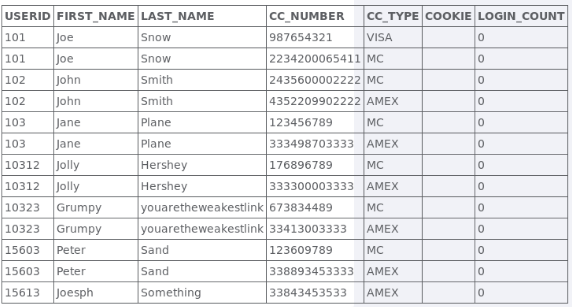 USERID FIRST_NAME LAST_NAME CC_NUMBER CC_TYPE COOKIE LOGIN_COUNT
101 Joe Snow 987654321 VISA 0
101 Joe Snow 2234200065411 MC 0
102 John Smith 2435600002222 MC 0
102 John Smith 4352209902222 AMEX 0
103 Jane Plane 123456789 MC 0
103 Jane Plane 333498703333 AMEX 0
10312 Jolly Hershey 176896789 MC 0
10312 Jolly Hershey 333300003333 AMEX 0
10323 Grumpy youaretheweakestlink 673834489 MC 0
10323 Grumpy youaretheweakestlink 33413003333 AMEX 0
15603 Peter Sand 123609789 MC 0
15603 Peter Sand 338893453333 AMEX 0
15613 Joesph Something 33843453533 AMEX 0